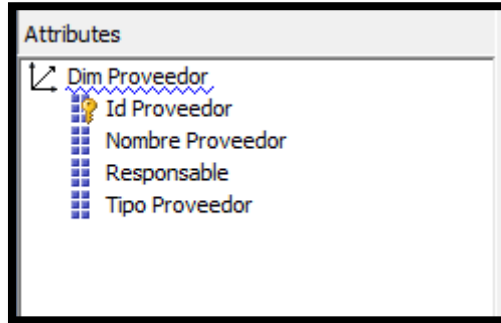 Attributes
Dim Proveedor
Id Proveedor
Nombre Proveedor
Responsable
Tipo Proveedor